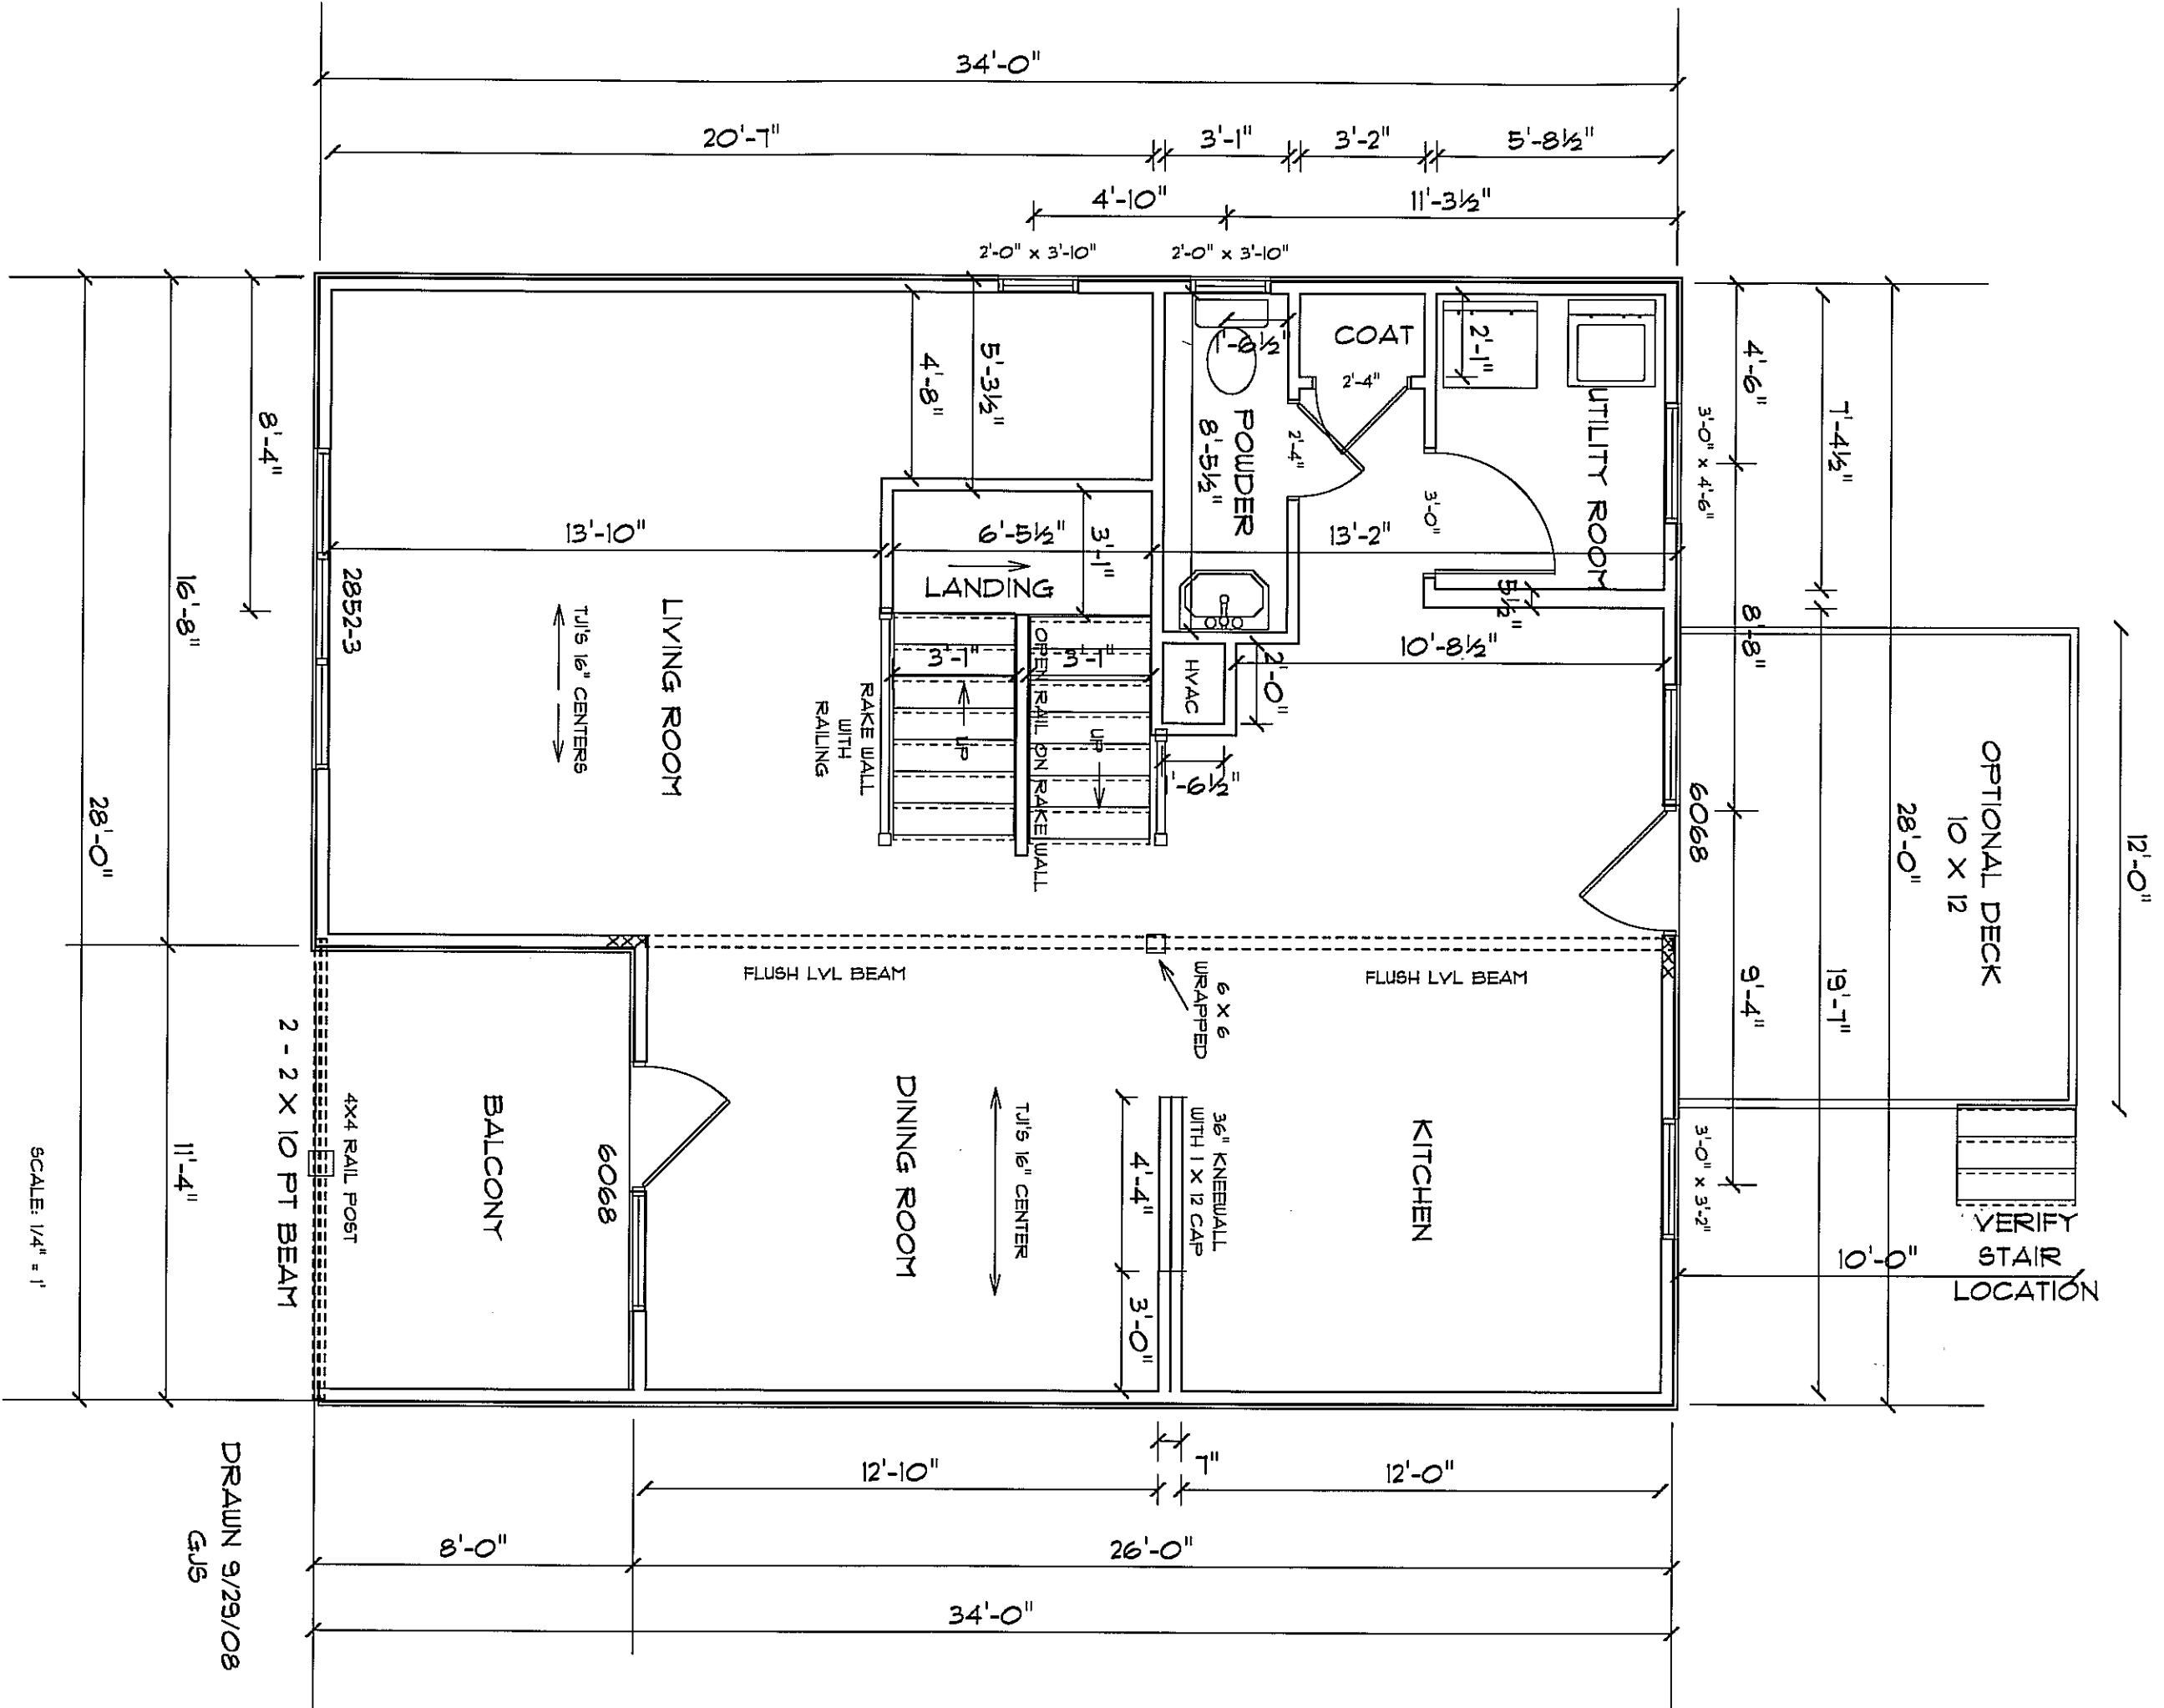 34'-0"
20'-7"
3'-1"
3'-2"
5'-8½"
4'-10"
11'-3½"
2'-0" x 3'-10"
2'-0" x 3'-10"
28'-0"
16'-8"
8'-4"
11'-4"
4'-8"
5'-3½"
1'-6½"
COAT
2'-4"
2'-1"
UTILITY ROOM
POWDER
8'-5½"
2'-4"
3'-0"
4'-6"
3'-0" x 4'-6"
7'-4½"
8'-8"
28'-0"
19'-7"
9'-4"
12'-0"
OPTIONAL DECK
10 X 12
13'-10"
6'-5½"
3'-1"
13'-2"
LANDING
5½"
10'-8½"
2852-3
LIVING ROOM
TJI'S 16" CENTERS
3'-1"
3'-1"
UP
UP
OPEN RAIL ON RAKE WALL
RAKE WALL
WITH
RAILING
HVAC
2'-0"
1'-6½"
6068
FLUSH LVL BEAM
FLUSH LVL BEAM
6 X 6
WRAPPED
36" KNEEWALL
WITH 1 X 12 CAP
4'-4"
3'-0"
KITCHEN
3'-0" x 3'-2"
DINING ROOM
TJI'S 16" CENTER
6068
BALCONY
4X4 RAIL POST
2 - 2 X 10 PT BEAM
VERIFY
STAIR
LOCATION
10'-0"
SCALE: 1/4" = 1'
7"
12'-10"
12'-0"
8'-0"
26'-0"
34'-0"
DRAWN 9/29/08
GJS